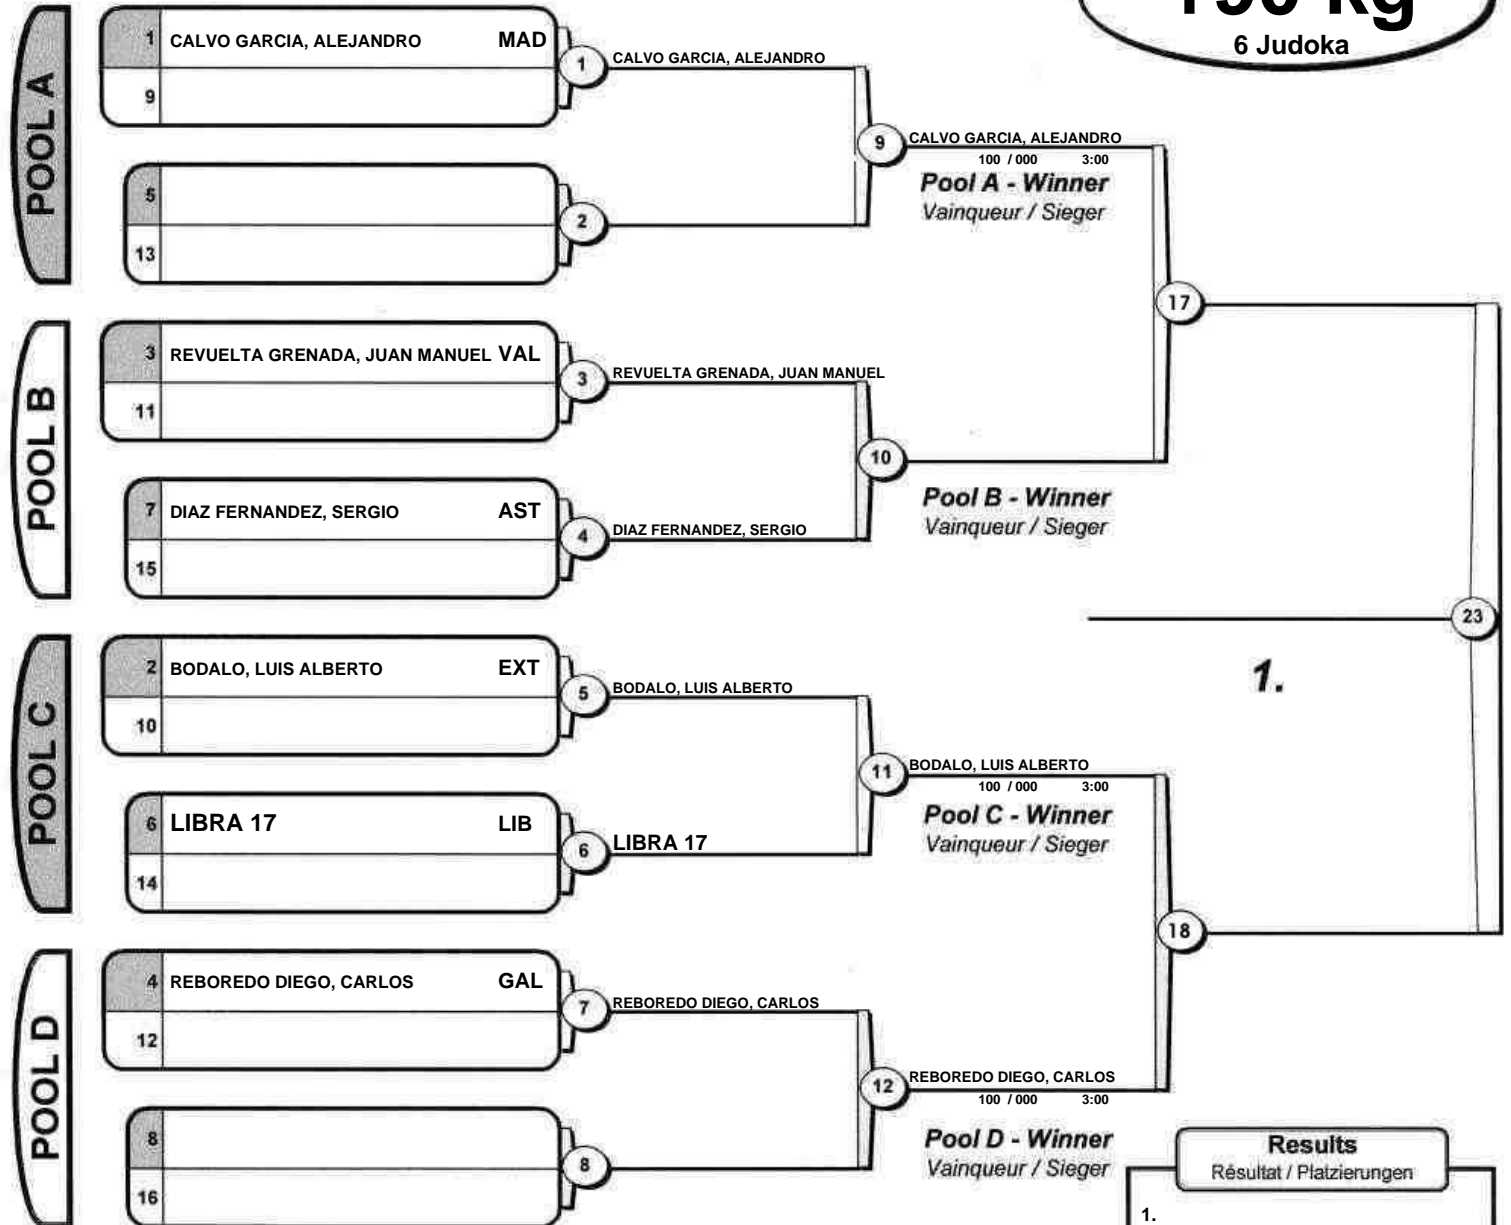 6 Judoka
POOL A
1 CALVO GARCIA, ALEJANDRO MAD
9
1 CALVO GARCIA, ALEJANDRO
5
13
2
9 CALVO GARCIA, ALEJANDRO
100 / 000 3:00
Pool A - Winner
Vainqueur / Sieger
17
POOL B
3 REVUELTA GRENADA, JUAN MANUEL VAL
11
3 REVUELTA GRENADA, JUAN MANUEL
7 DIAZ FERNANDEZ, SERGIO AST
15
4 DIAZ FERNANDEZ, SERGIO
10
Pool B - Winner
Vainqueur / Sieger
23
1.
POOL C
2 BODALO, LUIS ALBERTO EXT
10
5 BODALO, LUIS ALBERTO
6 LIBRA 17 LIB
14
6 LIBRA 17
11 BODALO, LUIS ALBERTO
100 / 000 3:00
Pool C - Winner
Vainqueur / Sieger
18
POOL D
4 REBOREDO DIEGO, CARLOS GAL
12
7 REBOREDO DIEGO, CARLOS
8
16
8
12 REBOREDO DIEGO, CARLOS
100 / 000 3:00
Pool D - Winner
Vainqueur / Sieger
Results
Résultat / Platzierungen
1.